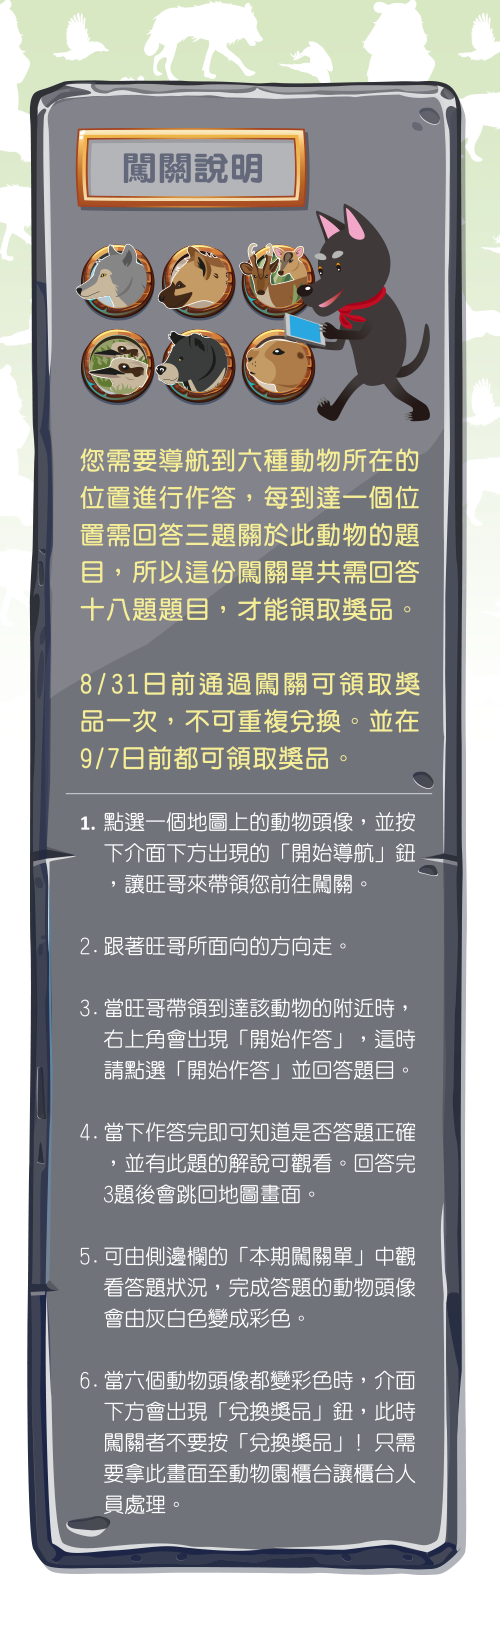 闖關說明
您需要導航到六種動物所在的
位置進行作答，每到達一個位
置需回答三題關於此動物的題
目，所以這份闖關單共需回答
十八題題目，才能領取獎品。
8/31日前通過闖關可領取獎
品一次，不可重複兌換。並在
9/7日前都可領取獎品。
1. 點選一個地圖上的動物頭像，並按
下介面下方出現的「開始導航」鈕
，讓旺哥來帶領您前往闖關。
2. 跟著旺哥所面向的方向走。
3. 當旺哥帶領到達該動物的附近時，
右上角會出現「開始作答」，這時
請點選「開始作答」並回答題目。
4. 當下作答完即可知道是否答題正確
，並有此題的解說可觀看。回答完
3題後會跳回地圖畫面。
5. 可由側邊欄的「本期闖關單」中觀
看答題狀況，完成答題的動物頭像
會由灰白色變成彩色。
6. 當六個動物頭像都變彩色時，介面
下方會出現「兌換獎品」鈕，此時
闖關者不要按「兌換獎品」! 只需
要拿此畫面至動物園櫃台讓櫃台人
員處理。